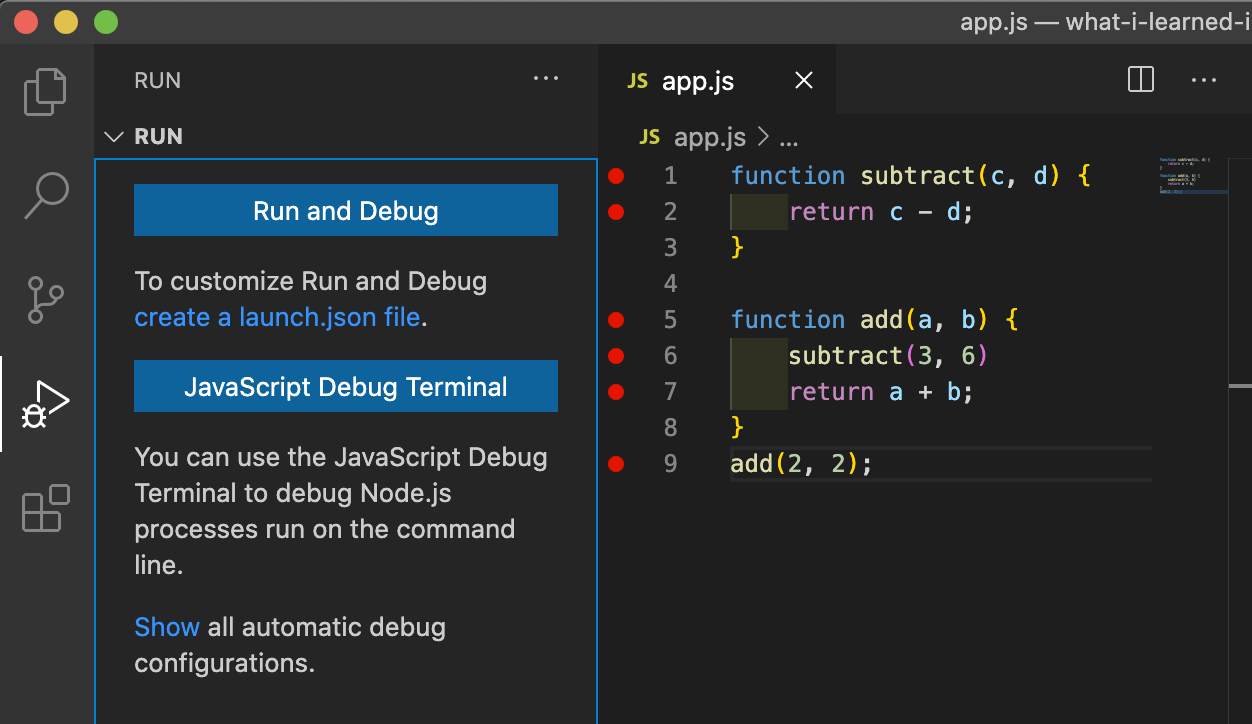 app.js — what-i-learned-i
RUN
RUN
Run and Debug
To customize Run and Debug
create a launch.json file.
JavaScript Debug Terminal
You can use the JavaScript Debug
Terminal to debug Node.js
processes run on the command
line.
Show all automatic debug
configurations.
JS app.js
JS app.js > ...
1 function subtract(c, d) {
2 return c - d;
3 }
4
5 function add(a, b) {
6 subtract(3, 6)
7 return a + b;
8 }
9 add(2, 2);